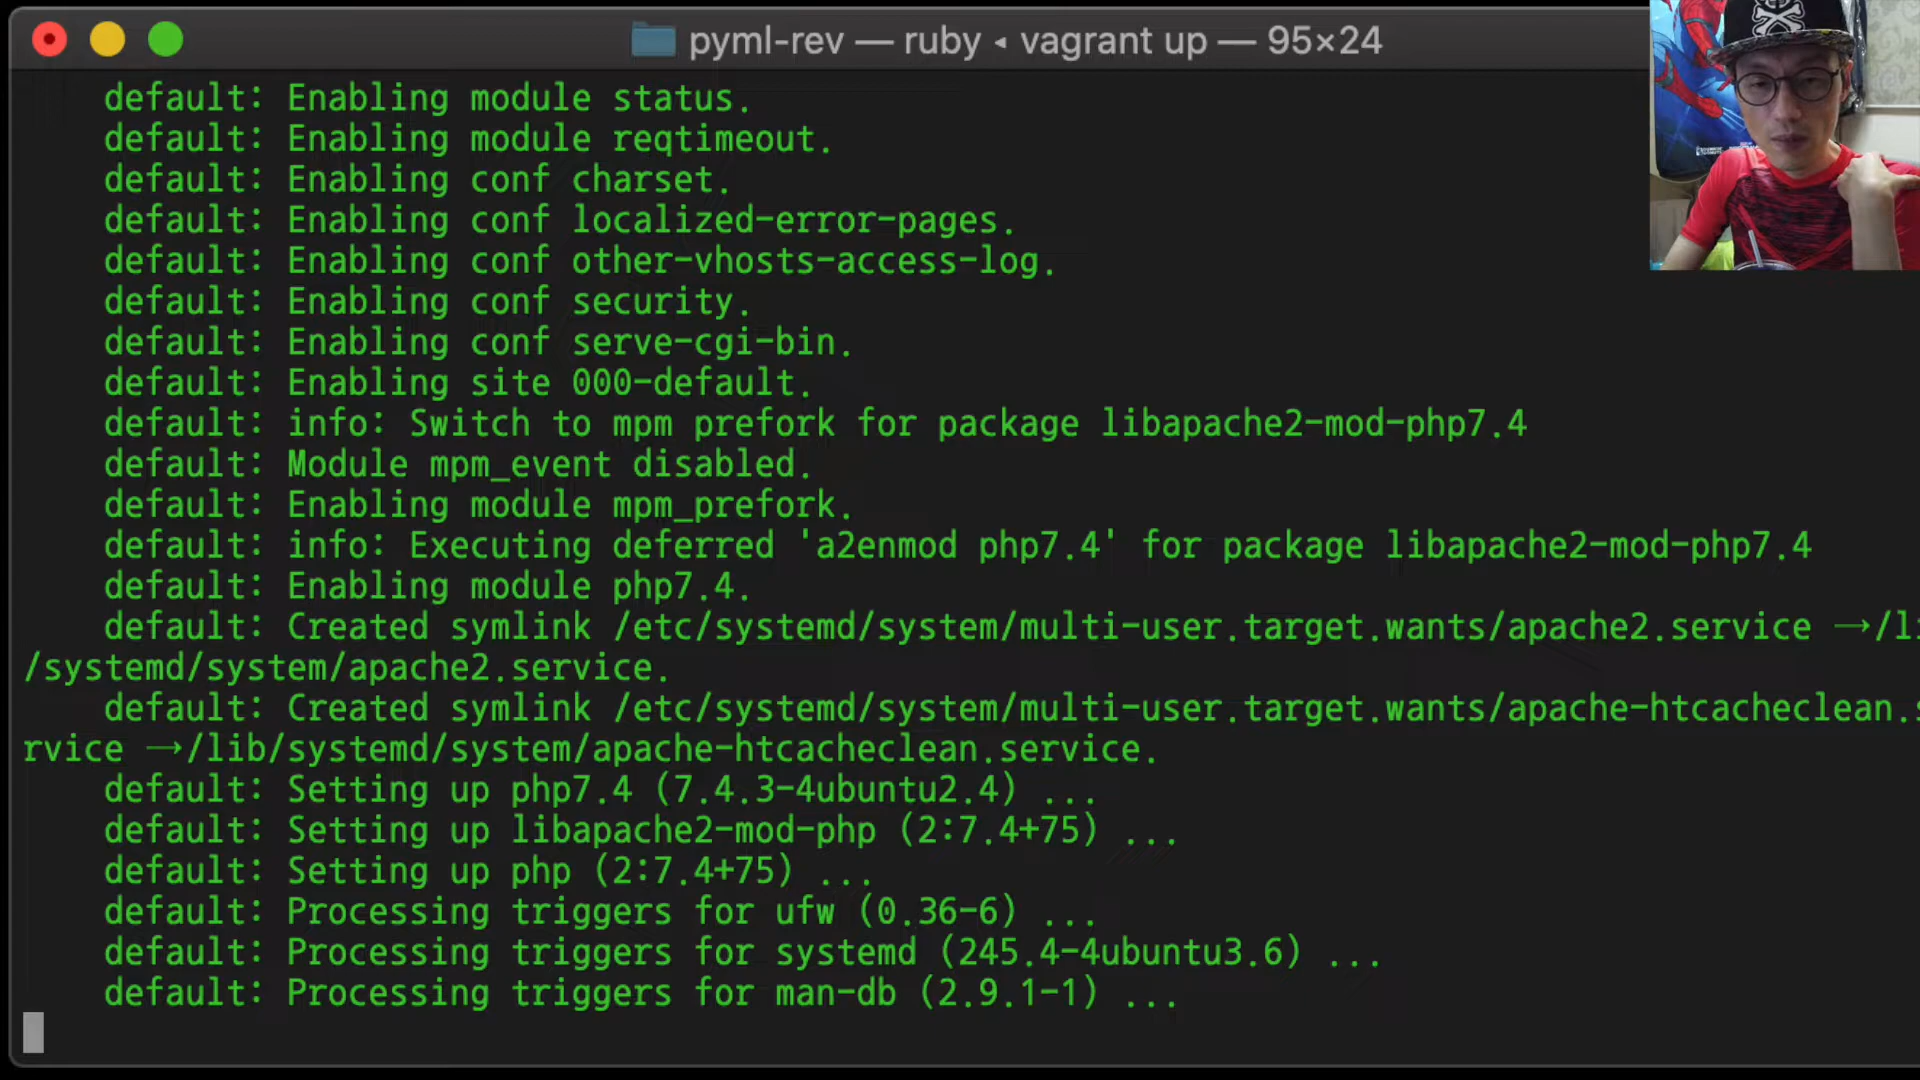 pyml-rev — ruby ◂ vagrant up — 95×24
default: Enabling module status.
default: Enabling module reqtimeout.
default: Enabling conf charset.
default: Enabling conf localized-error-pages.
default: Enabling conf other-vhosts-access-log.
default: Enabling conf security.
default: Enabling conf serve-cgi-bin.
default: Enabling site 000-default.
default: info: Switch to mpm prefork for package libapache2-mod-php7.4
default: Module mpm_event disabled.
default: Enabling module mpm_prefork.
default: info: Executing deferred 'a2enmod php7.4' for package libapache2-mod-php7.4
default: Enabling module php7.4.
default: Created symlink /etc/systemd/system/multi-user.target.wants/apache2.service → /li
/systemd/system/apache2.service.
default: Created symlink /etc/systemd/system/multi-user.target.wants/apache-htcacheclean.s
rvice → /lib/systemd/system/apache-htcacheclean.service.
default: Setting up php7.4 (7.4.3-4ubuntu2.4) ...
default: Setting up libapache2-mod-php (2:7.4+75) ...
default: Setting up php (2:7.4+75) ...
default: Processing triggers for ufw (0.36-6) ...
default: Processing triggers for systemd (245.4-4ubuntu3.6) ...
default: Processing triggers for man-db (2.9.1-1) ...